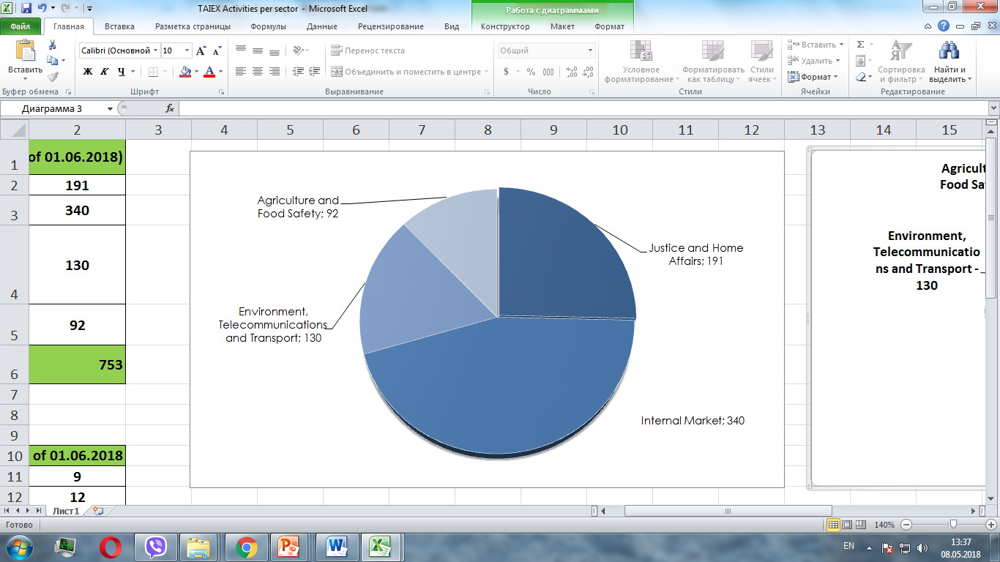 TAIEX Activities per sector - Microsoft Excel
Работа с диаграммами
Файл Главная Вставка Разметка страницы Формулы Данные Рецензирование Вид Конструктор Макет Формат
Calibri (Основной 10
Перенос текста
Общий
Вставить
Ж К Ч
Объединить и поместить в центре
$ % 000
Условное форматирование
Форматировать как таблицу
Стили ячеек
Вставить
Удалить
Формат
Сортировка и фильтр
Найти и выделить
Буфер обмена Шрифт Выравнивание Число Стили Ячейки Редактирование
Диаграмма 3 fx
2 3 4 5 6 7 8 9 10 11 12 13 14 15
1 of 01.06.2018)
2 191
3 340
4 130
5 92
6 753
7
8
9
10 of 01.06.2018
11 9
12 12
Agriculture and
Food Safety; 92
Justice and Home
Affairs; 191
Environment,
Telecommunications
and Transport; 130
Internal Market; 340
Agricult
Food Sa
Environment,
Telecommunicatio
ns and Transport -
130
Лист1
Готово 140%
EN 13:37
08.05.2018